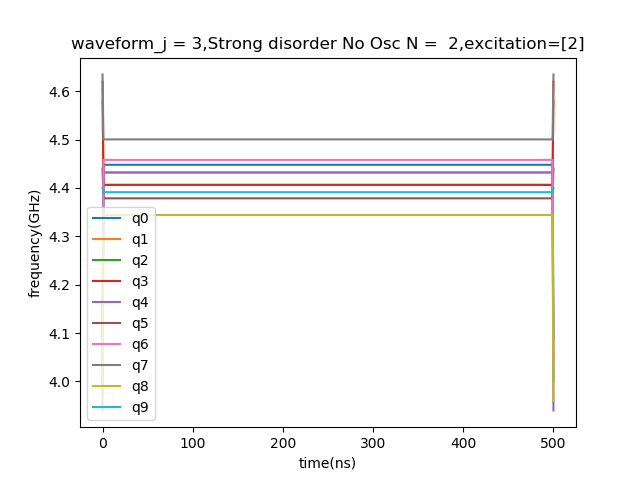 waveform_j = 3,Strong disorder No Osc N =  2,excitation=[2]
frequency(GHz)
4.6
4.5
4.4
4.3
4.2
4.1
4.0
q0
q1
q2
q3
q4
q5
q6
q7
q8
q9
0 100 200 300 400 500
time(ns)